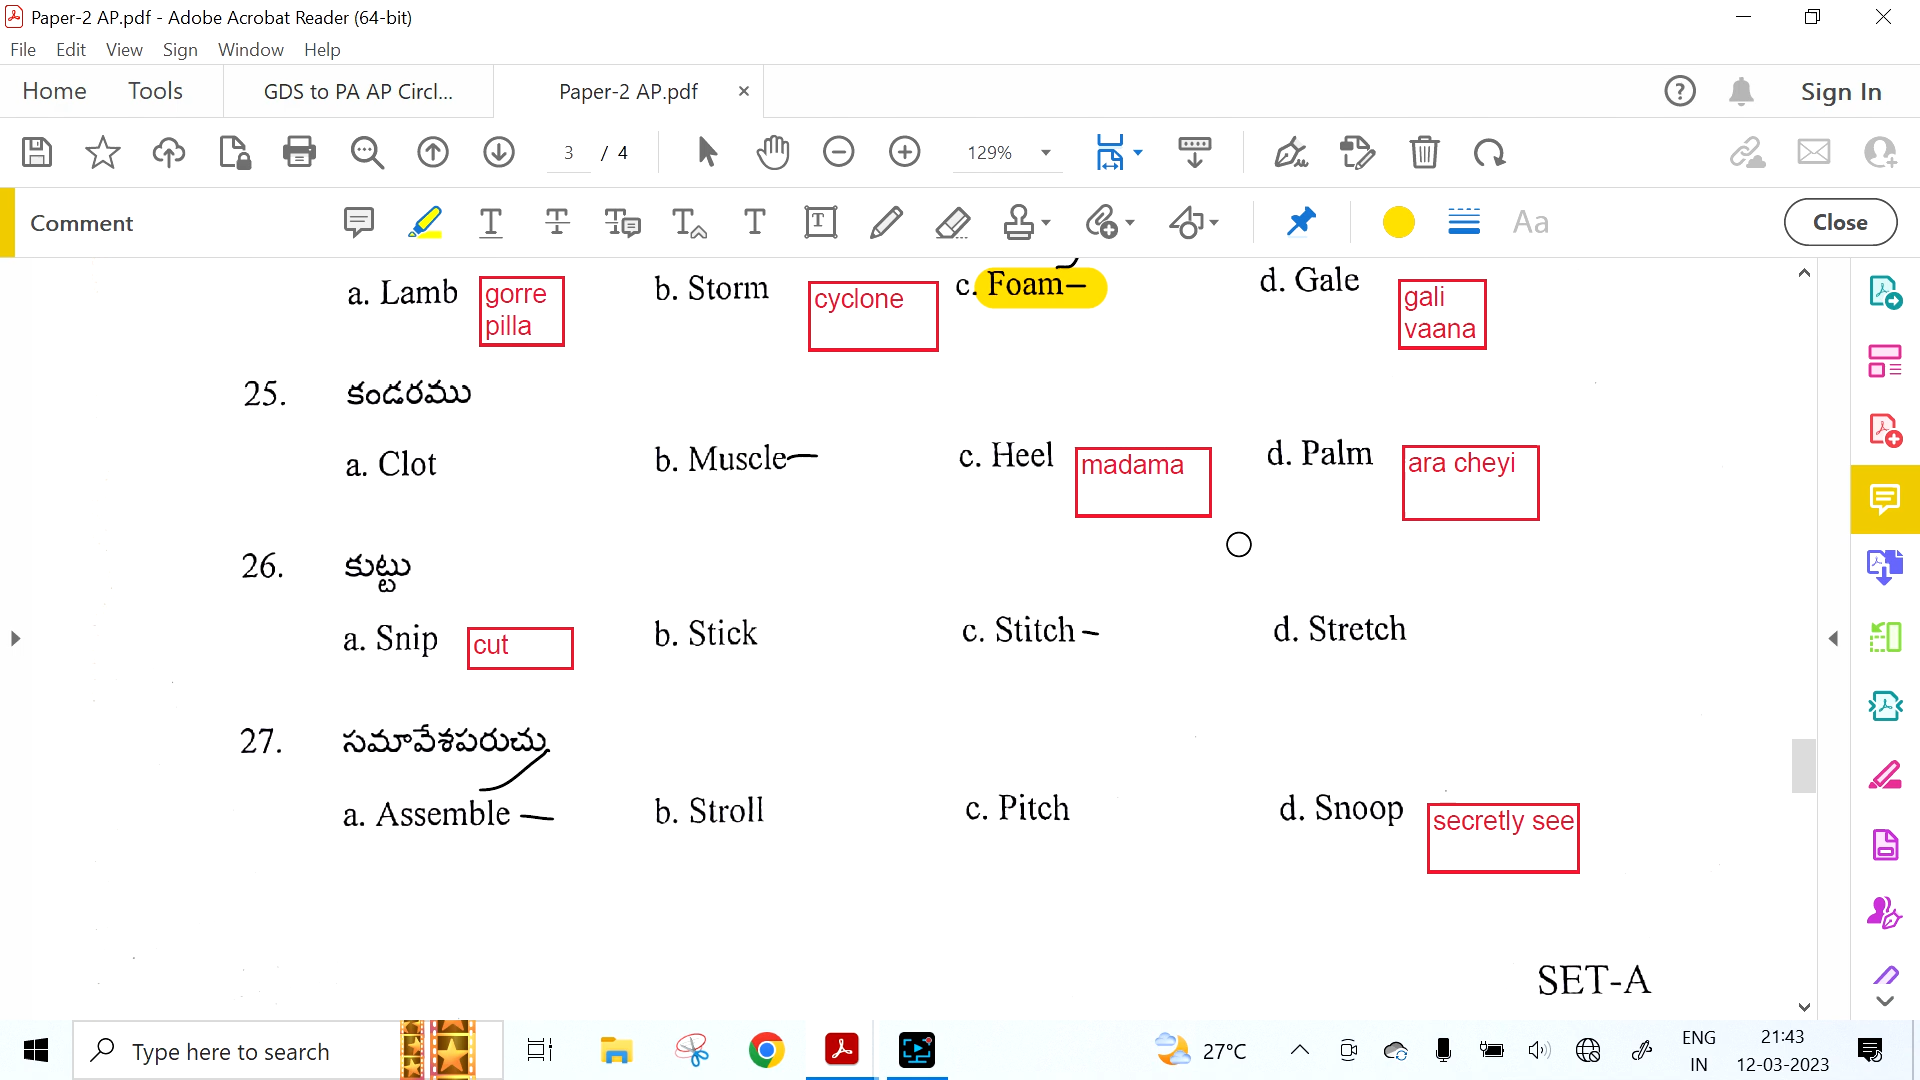 Paper-2 AP.pdf - Adobe Acrobat Reader (64-bit)
File Edit View Sign Window Help
Home Tools GDS to PA AP Circl... Paper-2 AP.pdf × Sign In
3 / 4 129%
Comment Aa Close
a. Lamb gorre pilla b. Storm cyclone c. Foam– d. Gale gali vaana
25. కండరము
a. Clot b. Muscle– c. Heel madama d. Palm ara cheyi
26. కుట్టు
a. Snip cut b. Stick c. Stitch – d. Stretch
27. సమావేశపరుచు
a. Assemble – b. Stroll c. Pitch d. Snoop secretly see
SET-A
Type here to search 27°C ENG IN 21:43 12-03-2023